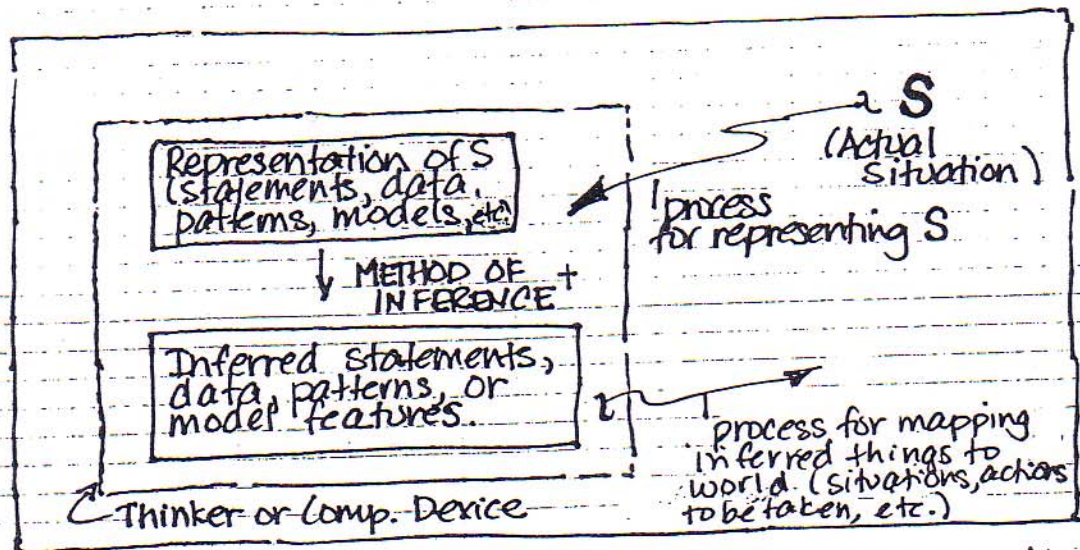 S
(Actual
Situation)
Representation of S
(statements, data,
patterns, models, etc.)
process
for representing S
METHOD OF +
INFERENCE
Inferred statements,
data, patterns, or
model features.
process for mapping
inferred things to
world (situations, actions
to be taken, etc.)
Thinker or Comp. Device